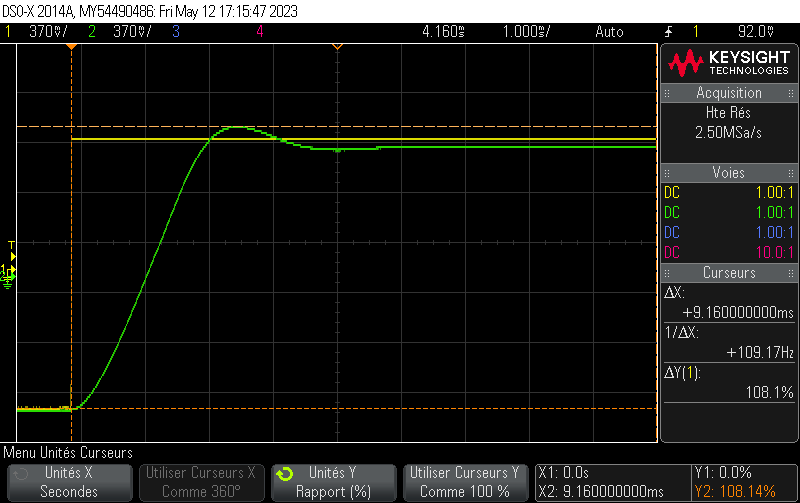 DSO-X 2014A, MY54490486: Fri May 12 17:15:47 2023
1 370%/ 2 370%/ 3 4 4.160s 1.000s/ Auto 1 92.0%
KEYSIGHT
TECHNOLOGIES
Acquisition
Hte Rés
2.50MSa/s
Voies
DC 1.00:1
DC 1.00:1
DC 1.00:1
DC 10.0:1
Curseurs
ΔX:
+9.160000000ms
1/ΔX:
+109.17Hz
ΔY(1):
108.1%
T
Menu Unités Curseurs
Unités X
Secondes
Utiliser Curseurs X
Comme 360°
Unités Y
Rapport (%)
Utiliser Curseurs Y
Comme 100 %
X1: 0.0s
X2: 9.160000000ms
Y1: 0.0%
Y2: 108.14%